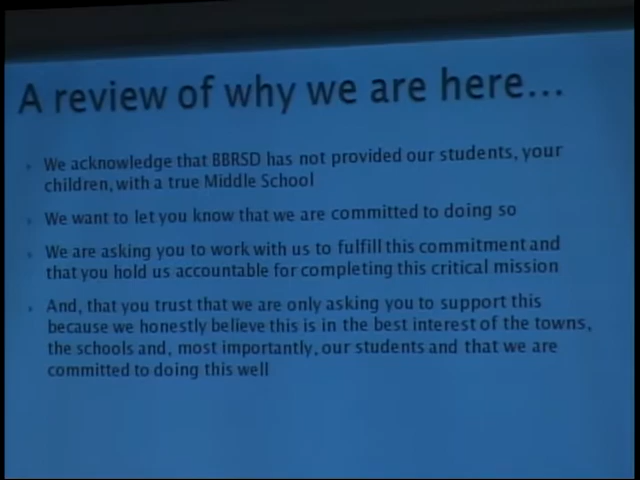 A review of why we are here...
We acknowledge that BBRSD has not provided our students, your
children, with a true Middle School
We want to let you know that we are committed to doing so
We are asking you to work with us to fulfill this commitment and
that you hold us accountable for completing this critical mission
And, that you trust that we are only asking you to support this
because we honestly believe this is in the best interest of the towns,
the schools and, most importantly, our students and that we are
committed to doing this well